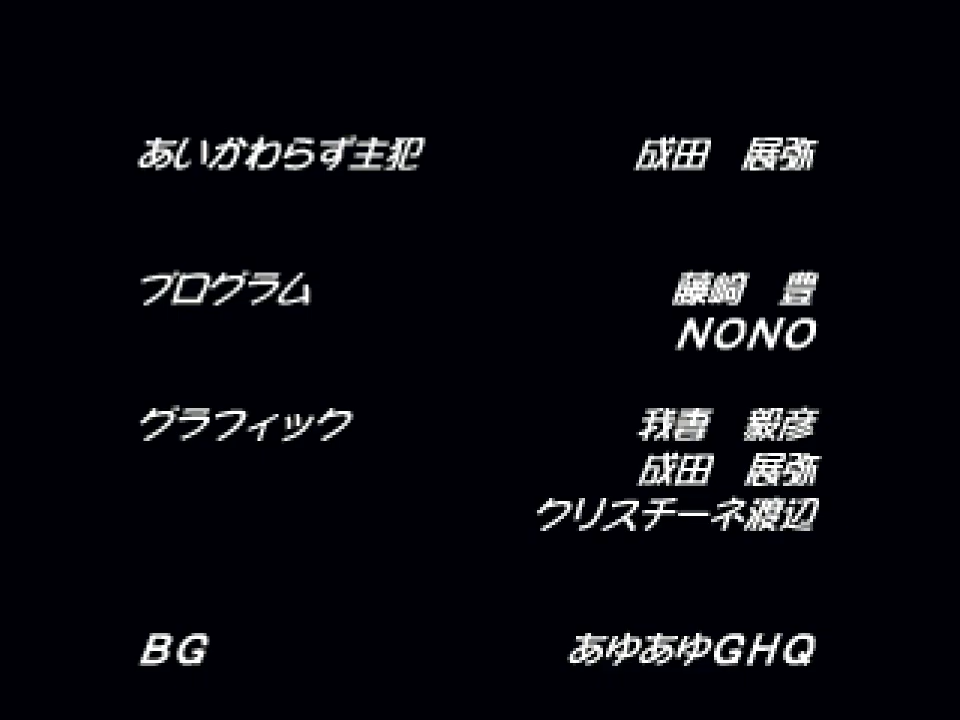 あいかわらず主犯　成田　展弥
プログラム　藤崎　豊
NONO
グラフィック　我妻　毅彦
成田　展弥
クリスチーネ渡辺
BG　あゆあゆGHQ